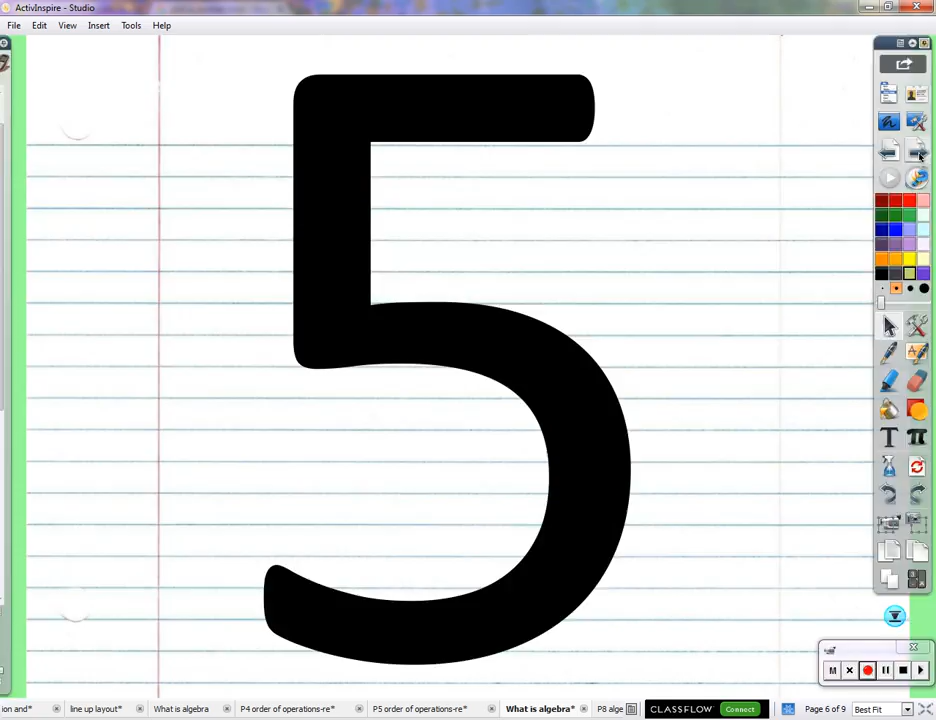 ActivInspire - Studio
File Edit View Insert Tools Help
5
T
M
ion and* line up layout* What is algebra P4 order of operations-re* P5 order of operations-re* What is algebra* P8 alge CLASSFLOW Connect Page 6 of 9 Best Fit